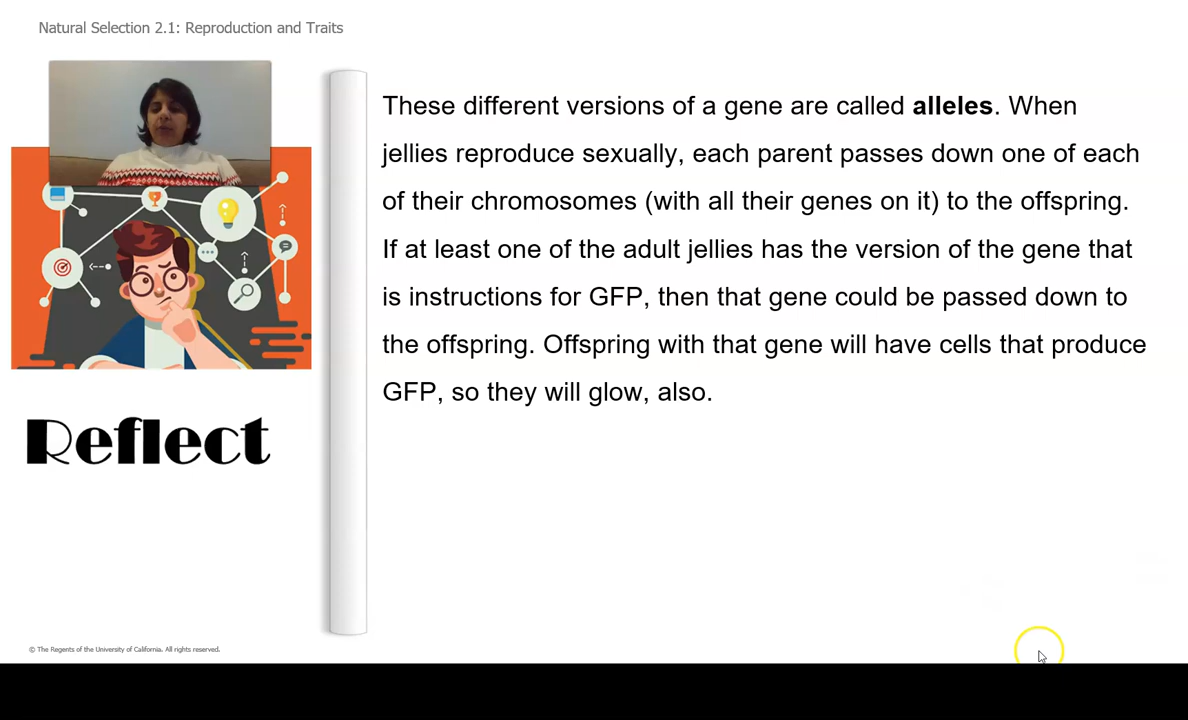 Natural Selection 2.1: Reproduction and Traits
These different versions of a gene are called alleles. When
jellies reproduce sexually, each parent passes down one of each
of their chromosomes (with all their genes on it) to the offspring.
If at least one of the adult jellies has the version of the gene that
is instructions for GFP, then that gene could be passed down to
the offspring. Offspring with that gene will have cells that produce
GFP, so they will glow, also.
Reflect
© The Regents of the University of California. All rights reserved.